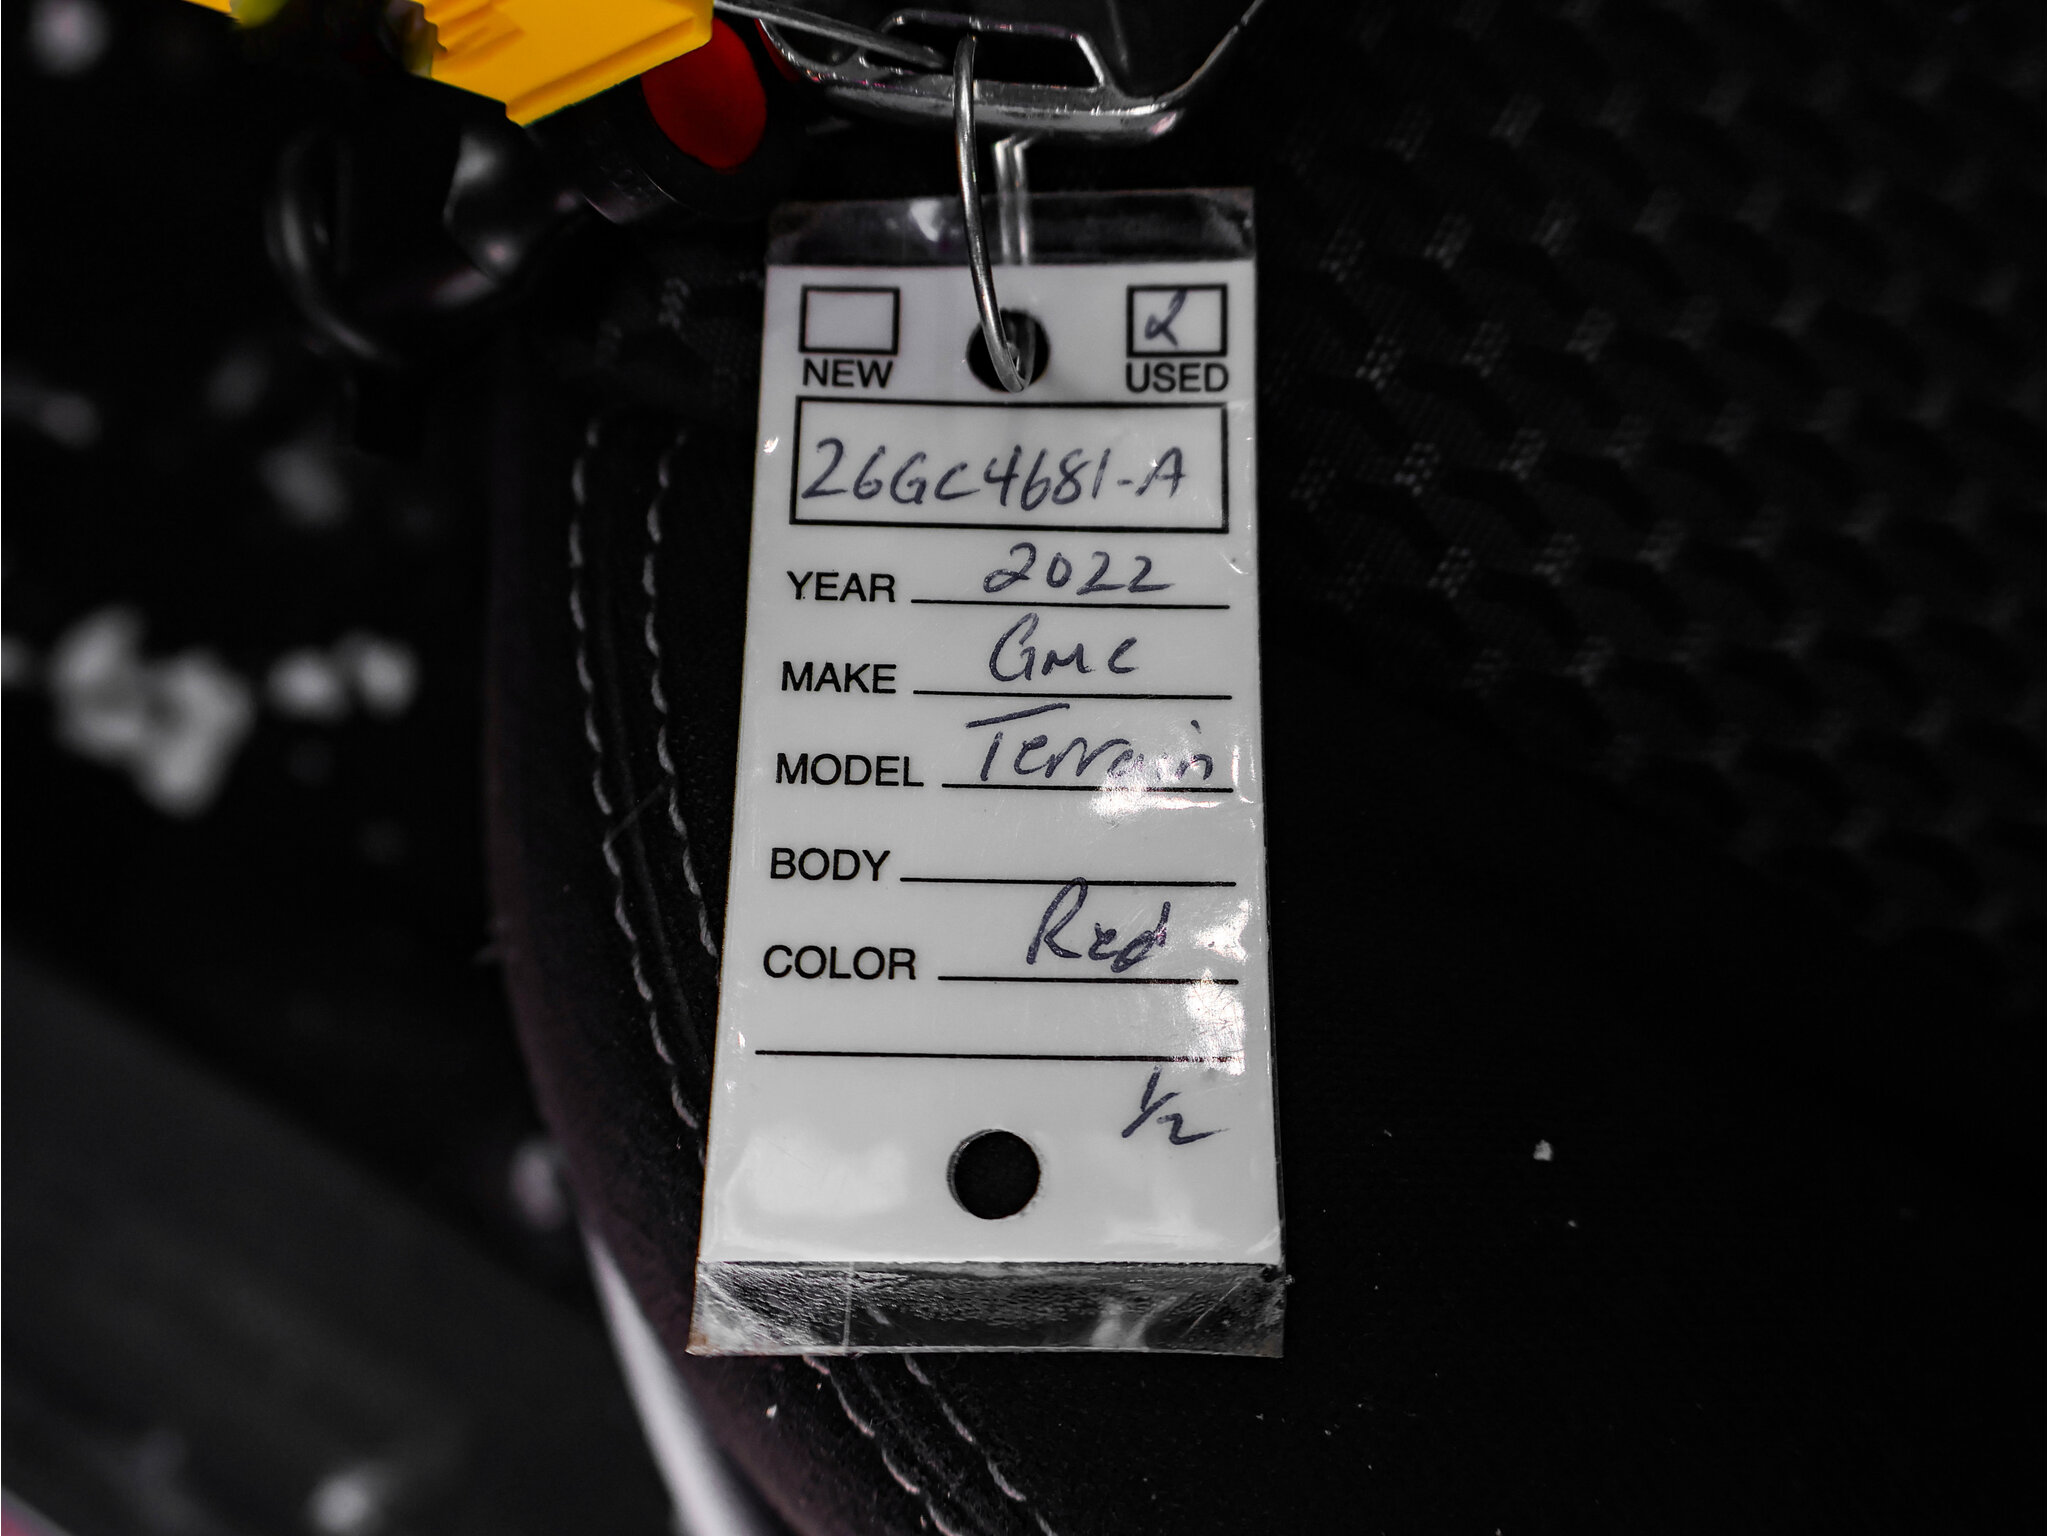 2
NEW USED
26GC4681-A
YEAR 2022
MAKE GMC
MODEL Terrain
BODY
COLOR Red
1/2